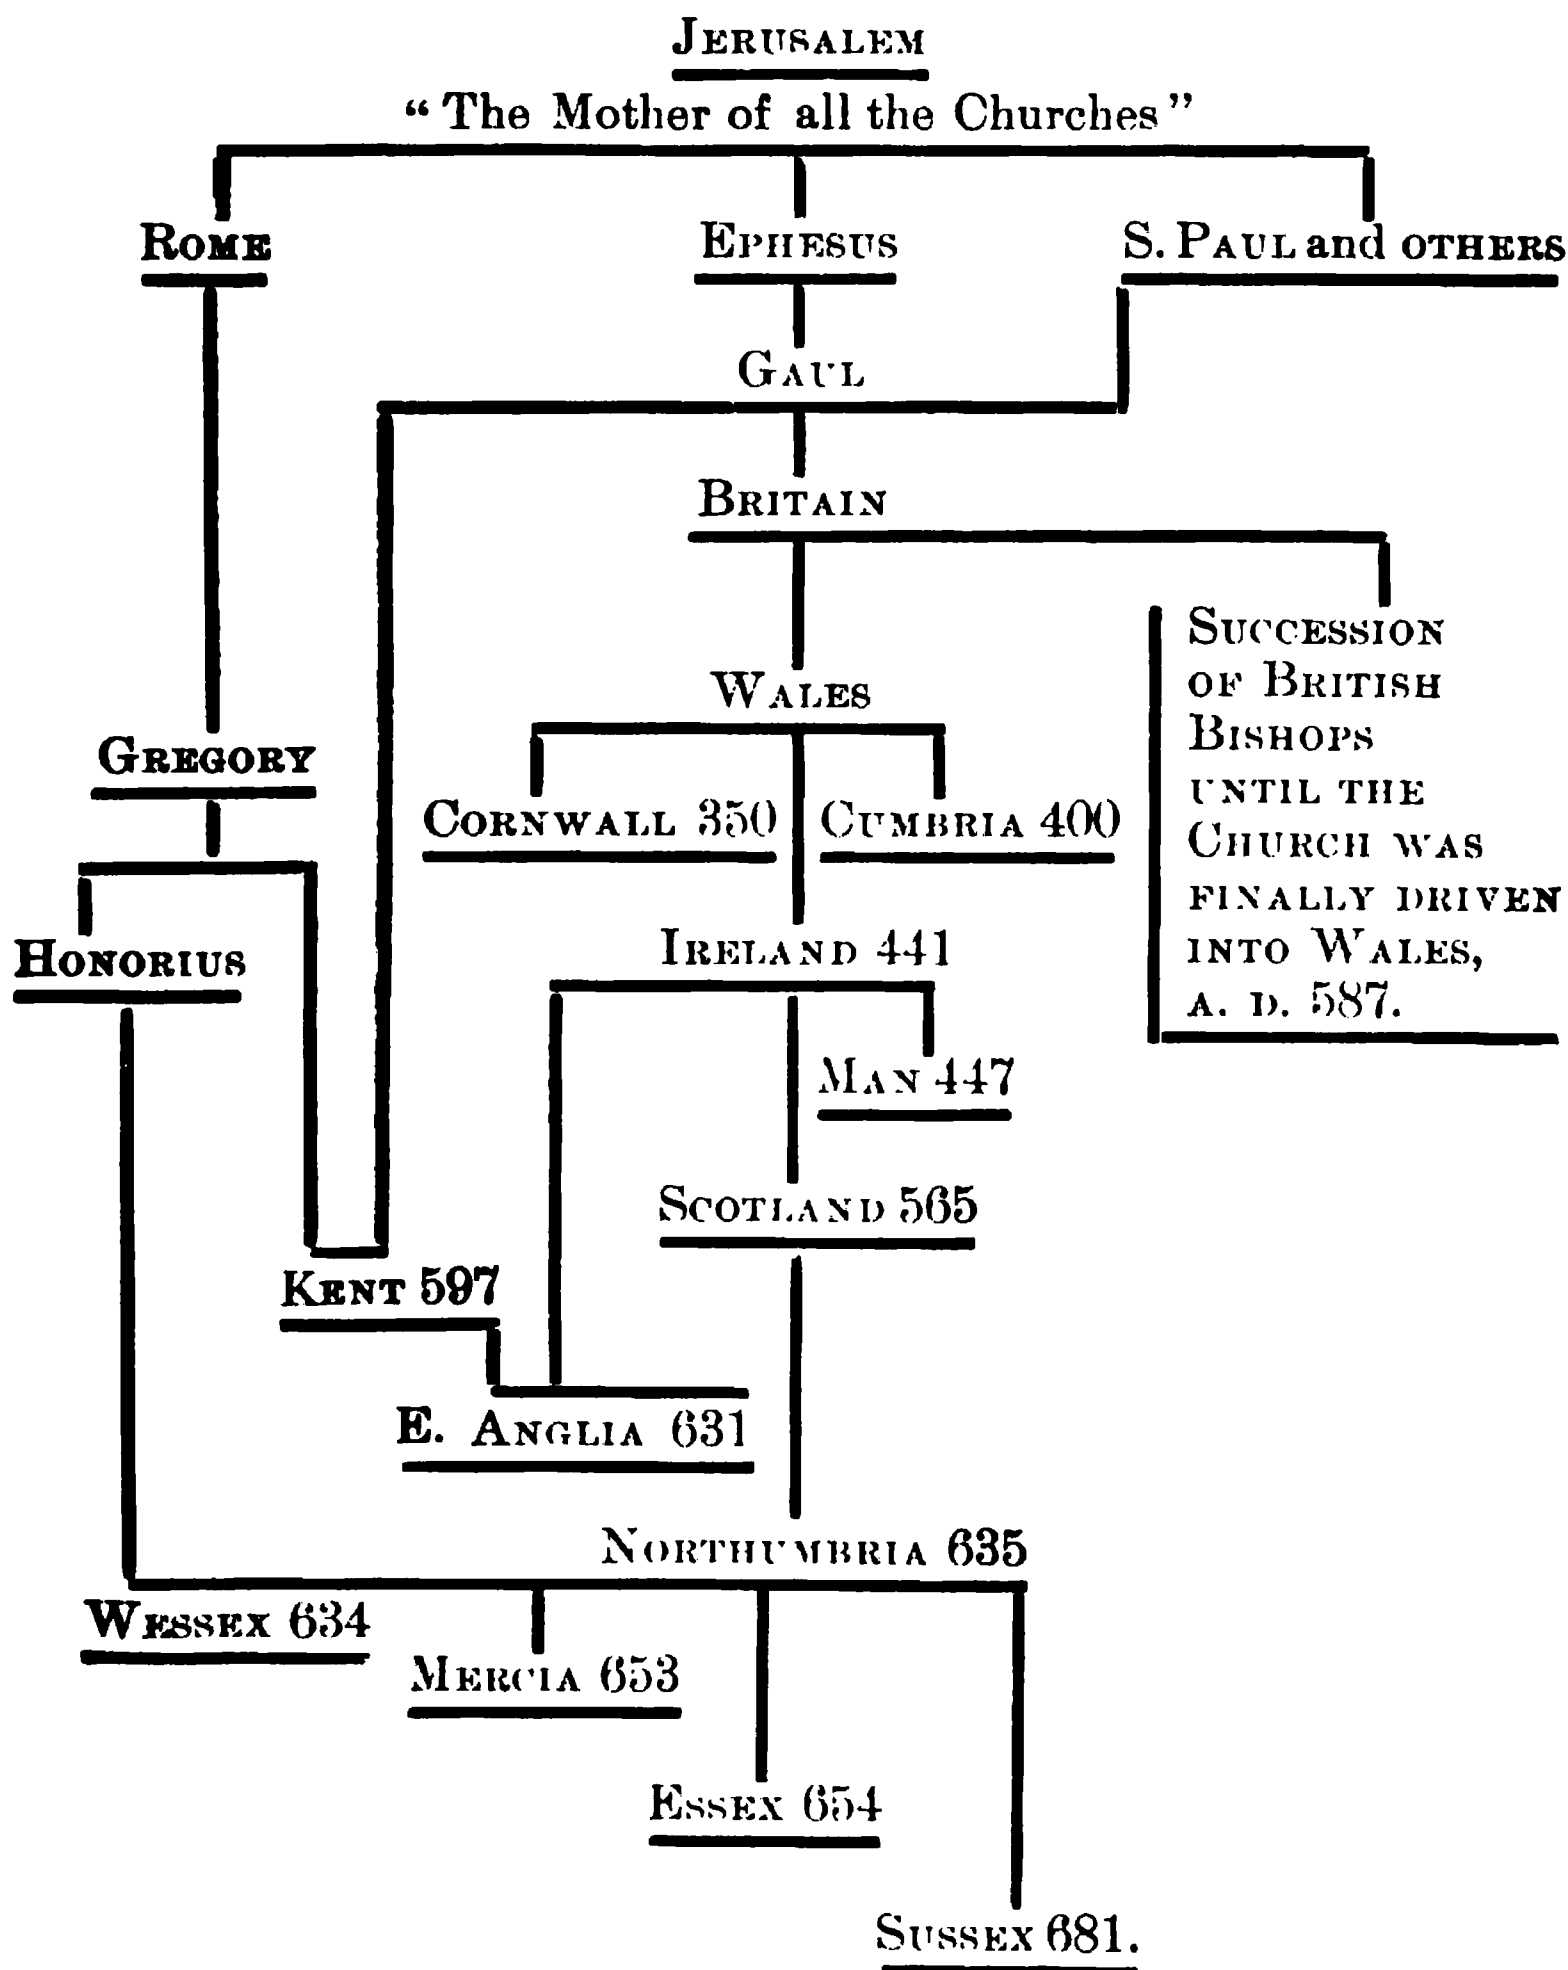 JERUSALEM
“The Mother of all the Churches”
ROME
EPHESUS
S. PAUL and OTHERS
GAUL
BRITAIN
SUCCESSION
OF BRITISH
BISHOPS
UNTIL THE
CHURCH WAS
FINALLY DRIVEN
INTO WALES,
A. D. 587.
WALES
GREGORY
CORNWALL 350
CUMBRIA 400
HONORIUS
IRELAND 441
MAN 447
SCOTLAND 565
KENT 597
E. ANGLIA 631
NORTHUMBRIA 635
WESSEX 634
MERCIA 653
ESSEX 654
SUSSEX 681.